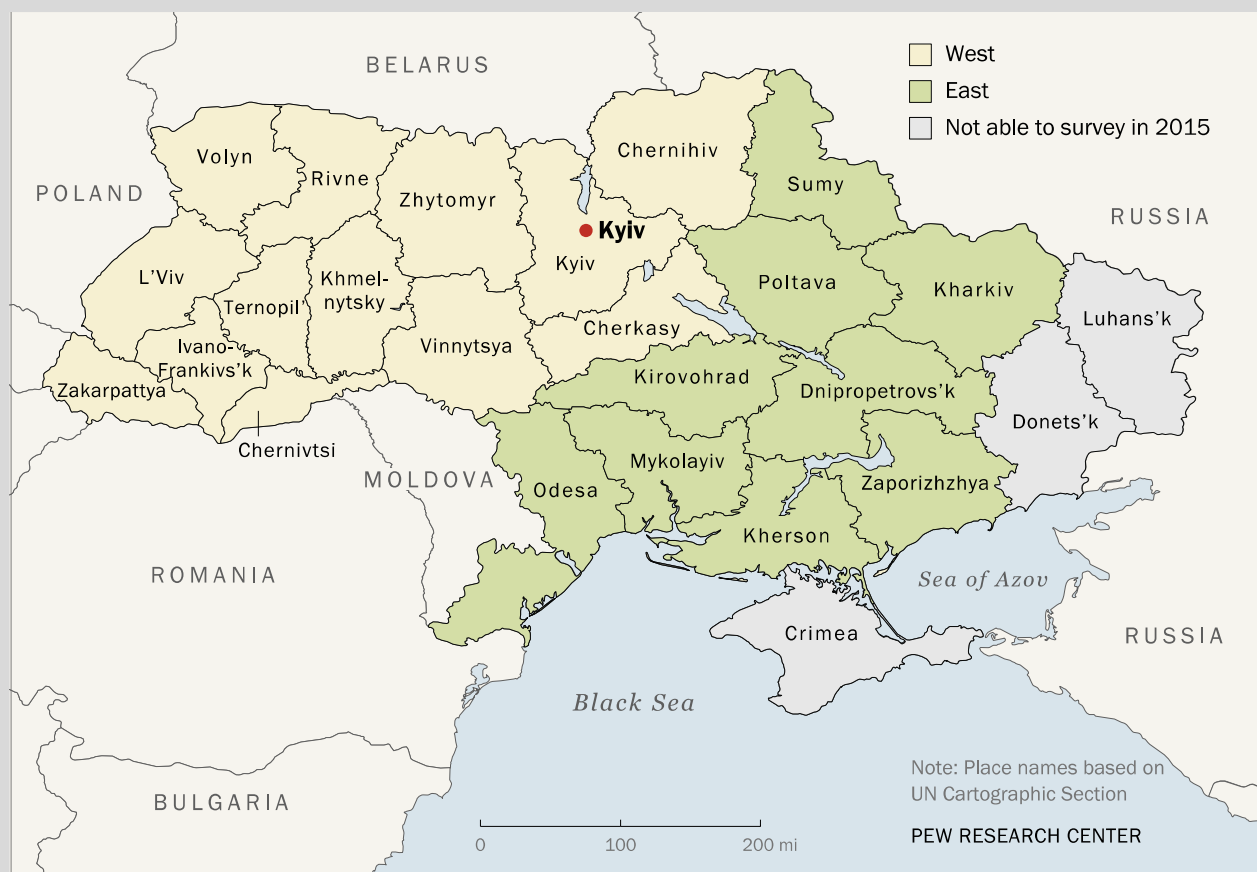 BELARUS
West
East
Not able to survey in 2015
Chernihiv
Volyn
Rivne
Sumy
POLAND
Zhytomyr
RUSSIA
Kyiv
Kyiv
L'Viv
Khmel-
nytsky
Ternopil'
Poltava
Kharkiv
Luhans'k
Cherkasy
Ivano-
Frankivs'k
Vinnytsya
Zakarpattya
Kirovohrad
Dnipropetrovs'k
Donets'k
Chernivtsi
MOLDOVA
Mykolayiv
Odesa
Zaporizhzhya
Kherson
ROMANIA
Sea of Azov
Crimea
RUSSIA
Black Sea
Note: Place names based on
UN Cartographic Section
BULGARIA
PEW RESEARCH CENTER
0 100 200 mi